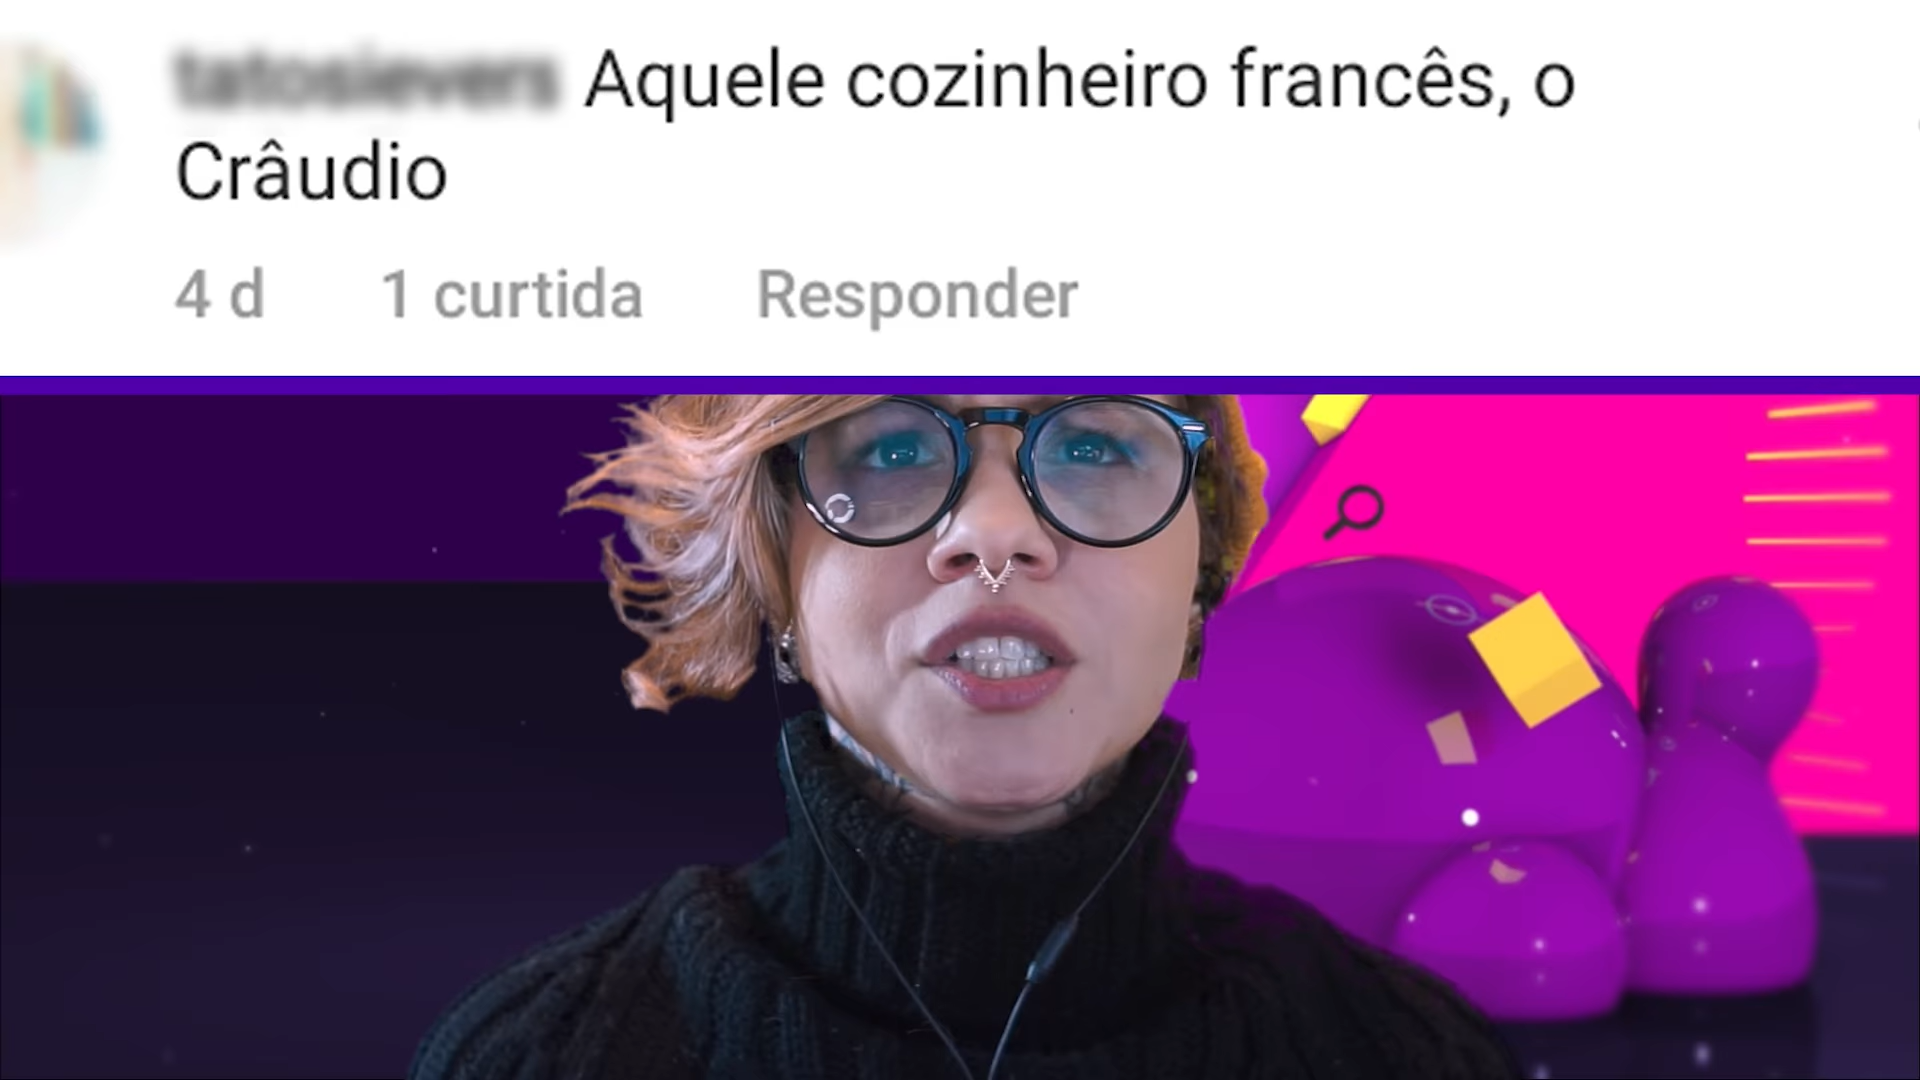 Aquele cozinheiro francês, o
Crâudio
4 d 1 curtida Responder